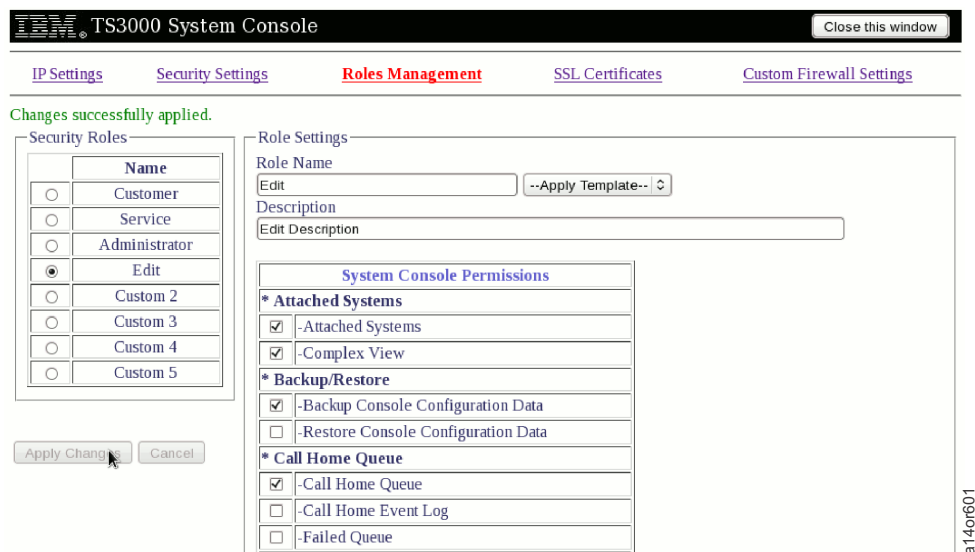 IBM® TS3000 System Console
Close this window
IP Settings
Security Settings
Roles Management
SSL Certificates
Custom Firewall Settings
Changes successfully applied.
Security Roles
Name
Customer
Service
Administrator
Edit
Custom 2
Custom 3
Custom 4
Custom 5
Apply Changes
Cancel
Role Settings
Role Name
Edit
--Apply Template--
Description
Edit Description
System Console Permissions
* Attached Systems
-Attached Systems
-Complex View
* Backup/Restore
-Backup Console Configuration Data
-Restore Console Configuration Data
* Call Home Queue
-Call Home Queue
-Call Home Event Log
-Failed Queue
a14or601